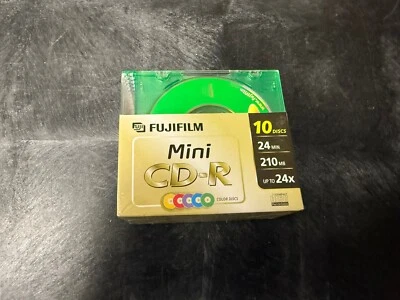 FUJIFILM
Mini
CD-R
COLOR DISCS
10 DISCS
24 MIN
210 MB
UP TO 24x